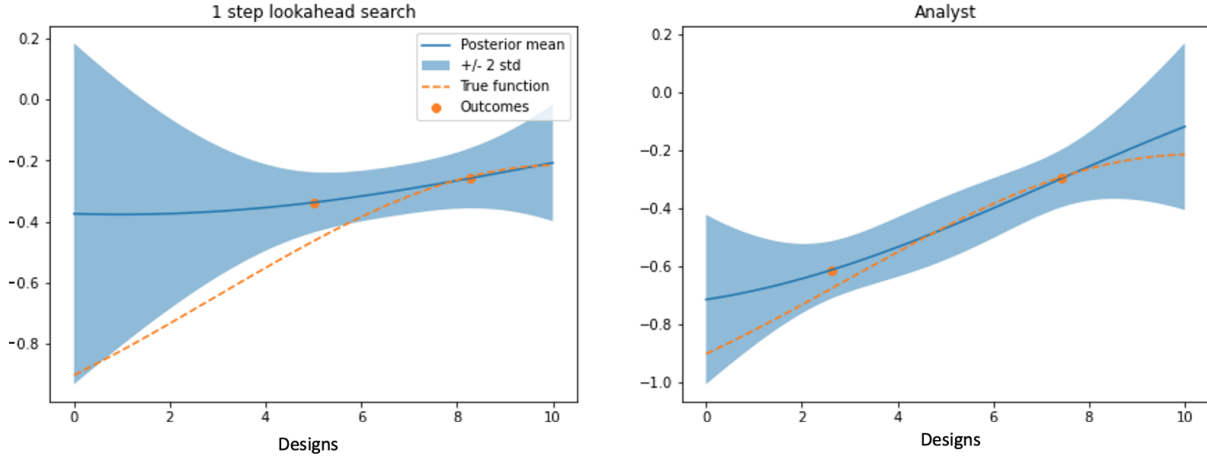 1 step lookahead search
0.2
0.0
−0.2
−0.4
−0.6
−0.8
0 2 4 6 8 10
Designs
Posterior mean
+/- 2 std
True function
Outcomes
Analyst
0.2
0.0
−0.2
−0.4
−0.6
−0.8
−1.0
0 2 4 6 8 10
Designs